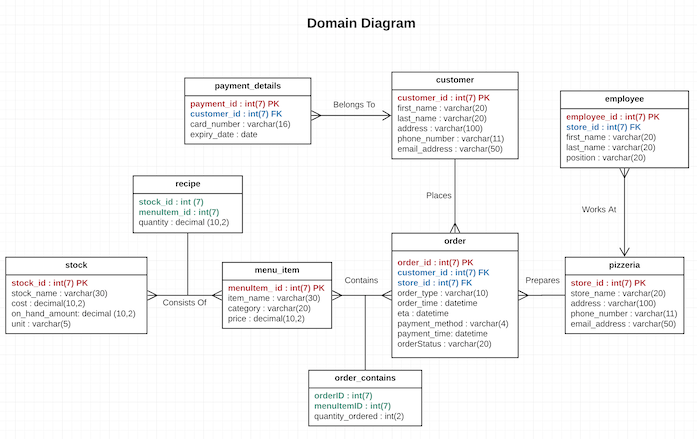 Domain Diagram
payment_details
payment_id : int(7) PK
customer_id : int(7) FK
card_number : varchar(16)
expiry_date : date
Belongs To
customer
customer_id : int(7) PK
first_name : varchar(20)
last_name : varchar(20)
address : varchar(100)
phone_number : varchar(11)
email_address : varchar(50)
employee
employee_id : int(7) PK
store_id : int(7) FK
first_name : varchar(20)
last_name : varchar(20)
position : varchar(20)
recipe
stock_id : int (7)
menuItem_id : int(7)
quantity : decimal (10,2)
Places
Works At
stock
stock_id : int(7) PK
stock_name : varchar(30)
cost : decimal(10,2)
on_hand_amount: decimal (10,2)
unit : varchar(5)
Consists Of
menu_item
menuItem_id : int(7) PK
item_name : varchar(30)
category : varchar(20)
price : decimal(10,2)
Contains
order
order_id : int(7) PK
customer_id : int(7) FK
store_id : int(7) FK
order_type : varchar(10)
order_time : datetime
eta : datetime
payment_method : varchar(4)
payment_time: datetime
orderStatus : varchar(20)
Prepares
pizzeria
store_id : int(7) PK
store_name : varchar(20)
address : varchar(100)
phone_number : varchar(11)
email_address : varchar(50)
order_contains
orderID : int(7)
menuItemID : int(7)
quantity_ordered : int(2)